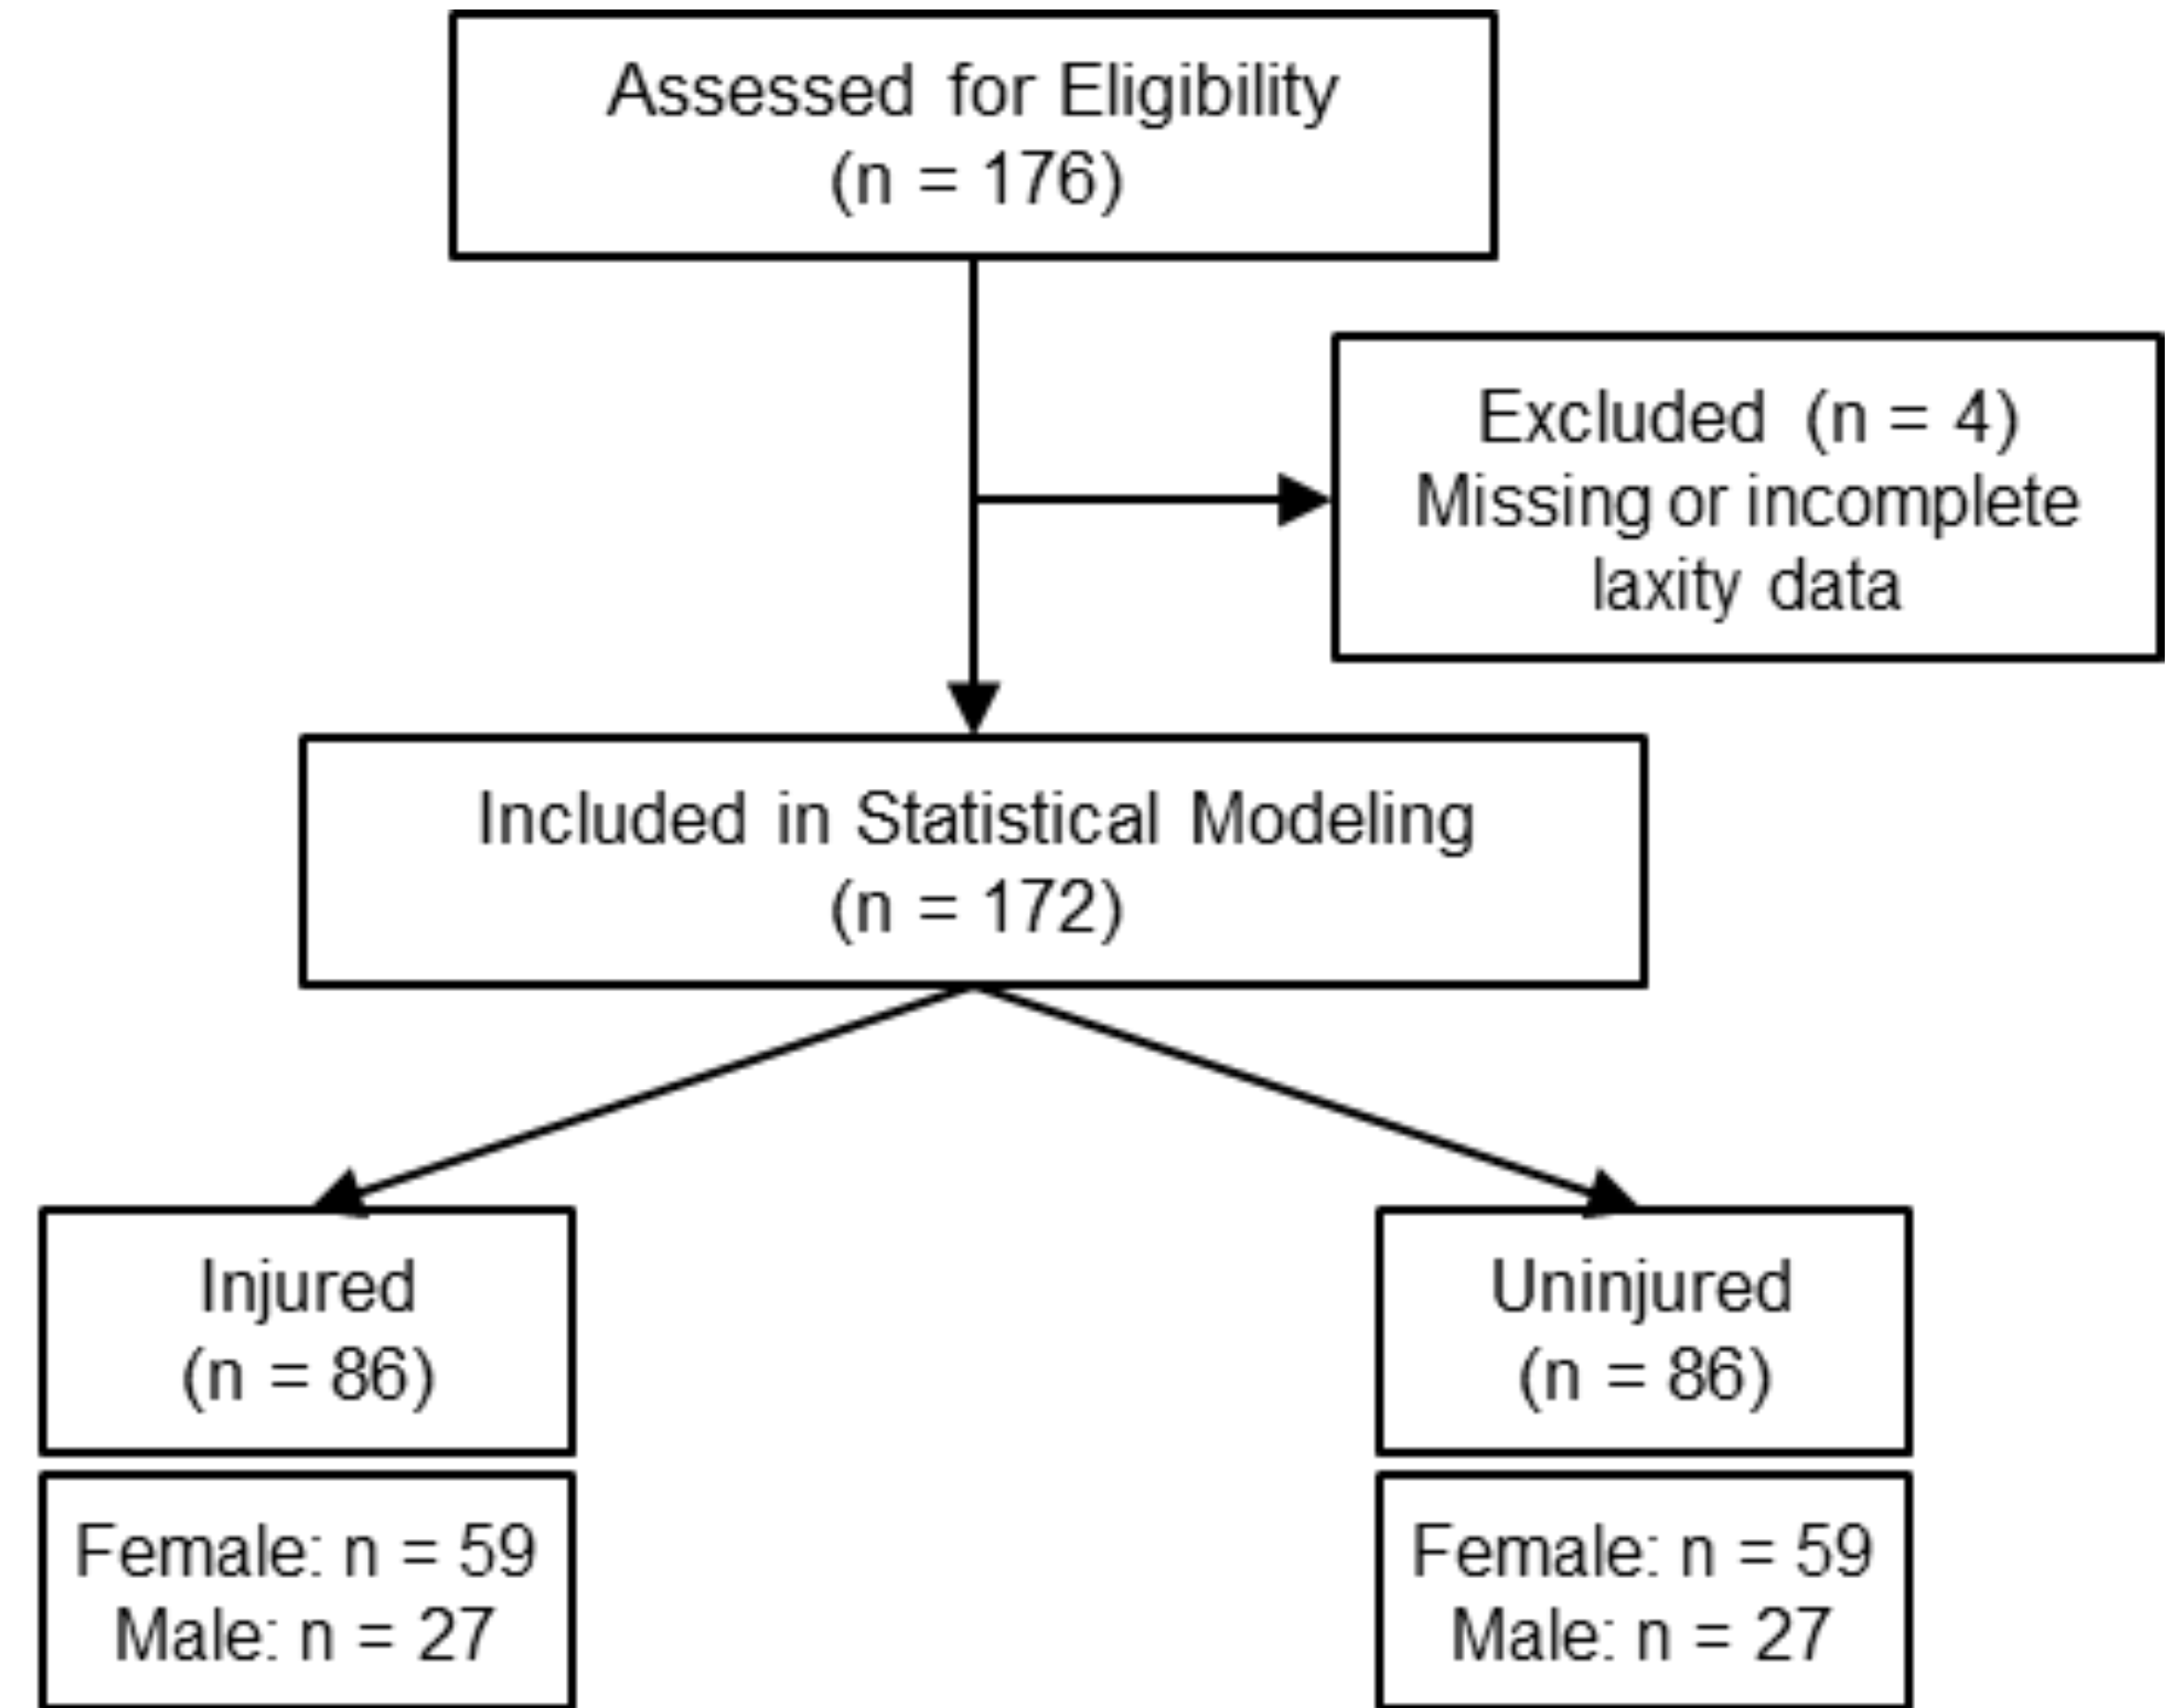 Assessed for Eligibility
(n = 176)
Excluded (n = 4)
Missing or incomplete
laxity data
Included in Statistical Modeling
(n = 172)
Injured
(n = 86)
Uninjured
(n = 86)
Female: n = 59
Male: n = 27
Female: n = 59
Male: n = 27